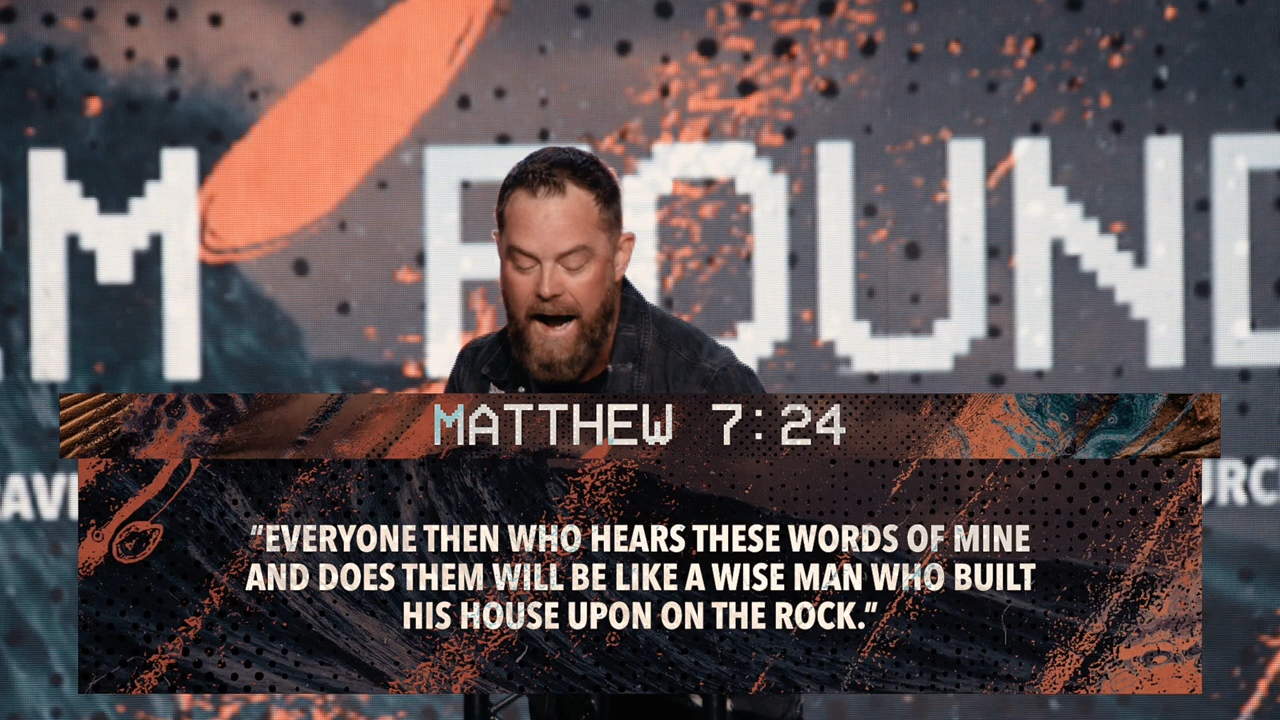 M FOUND
MATTHEW 7:24
“EVERYONE THEN WHO HEARS THESE WORDS OF MINE
AND DOES THEM WILL BE LIKE A WISE MAN WHO BUILT
HIS HOUSE UPON ON THE ROCK.”